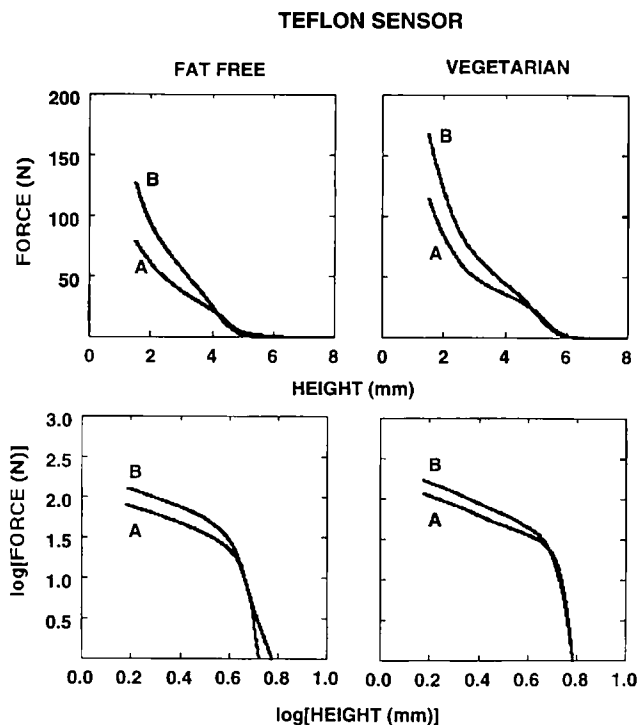 TEFLON SENSOR
FAT FREE VEGETARIAN
200
150
100
50
FORCE (N)
B
A
B
A
0 2 4 6 8 0 2 4 6 8
HEIGHT (mm)
3.0
2.5
2.0
1.5
1.0
0.5
log[FORCE (N)]
B
A
B
A
0.0 0.2 0.4 0.6 0.8 1.0 0.0 0.2 0.4 0.6 0.8 1.0
log[HEIGHT (mm)]